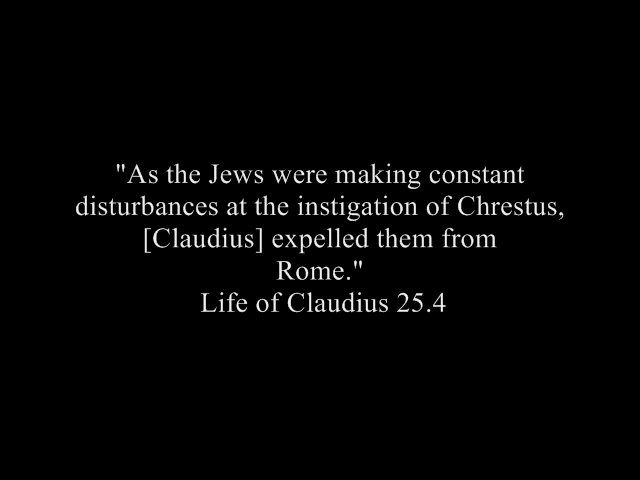 "As the Jews were making constant
disturbances at the instigation of Chrestus,
[Claudius] expelled them from
Rome."
Life of Claudius 25.4